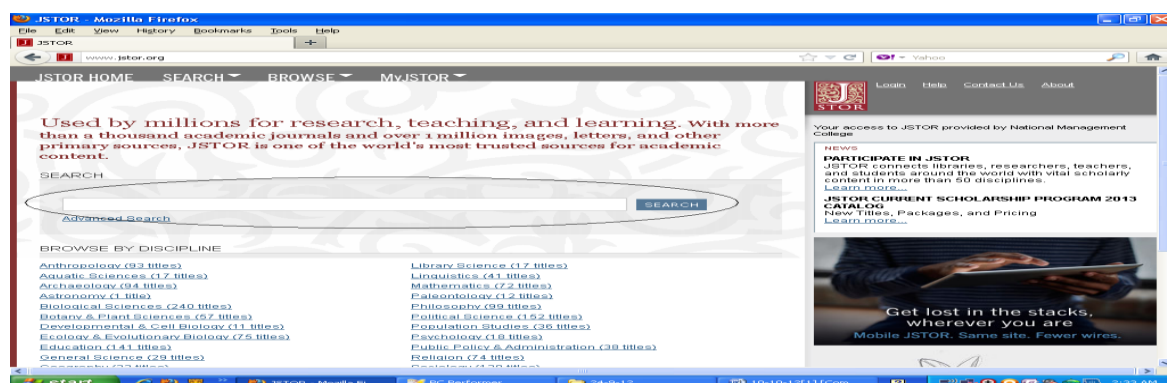 JSTOR - Mozilla Firefox
File Edit View History Bookmarks Tools Help
JSTOR
www.jstor.org
Yahoo
JSTOR HOME SEARCH BROWSE MyJSTOR
Used by millions for research, teaching, and learning. With more
than a thousand academic journals and over 1 million images, letters, and other
primary sources, JSTOR is one of the world's most trusted sources for academic
content.
SEARCH
SEARCH
Advanced Search
BROWSE BY DISCIPLINE
Anthropology (93 titles)
Aquatic Sciences (17 titles)
Archaeology (94 titles)
Astronomy (1 title)
Biological Sciences (240 titles)
Botany & Plant Sciences (57 titles)
Developmental & Cell Biology (11 titles)
Ecology & Evolutionary Biology (75 titles)
Education (141 titles)
General Science (29 titles)
Library Science (17 titles)
Linguistics (41 titles)
Mathematics (72 titles)
Paleontology (12 titles)
Philosophy (99 titles)
Political Science (152 titles)
Population Studies (36 titles)
Psychology (18 titles)
Public Policy & Administration (38 titles)
Religion (74 titles)
JSTOR
Login Help Contact Us About
Your access to JSTOR provided by National Management
College
NEWS
PARTICIPATE IN JSTOR
JSTOR connects libraries, researchers, teachers,
and students around the world with vital scholarly
content in more than 50 disciplines.
Learn more...
JSTOR CURRENT SCHOLARSHIP PROGRAM 2013
CATALOG
New Titles, Packages, and Pricing
Learn more...
Get lost in the stacks,
wherever you are
Mobile JSTOR. Same site. Fewer wires.
start